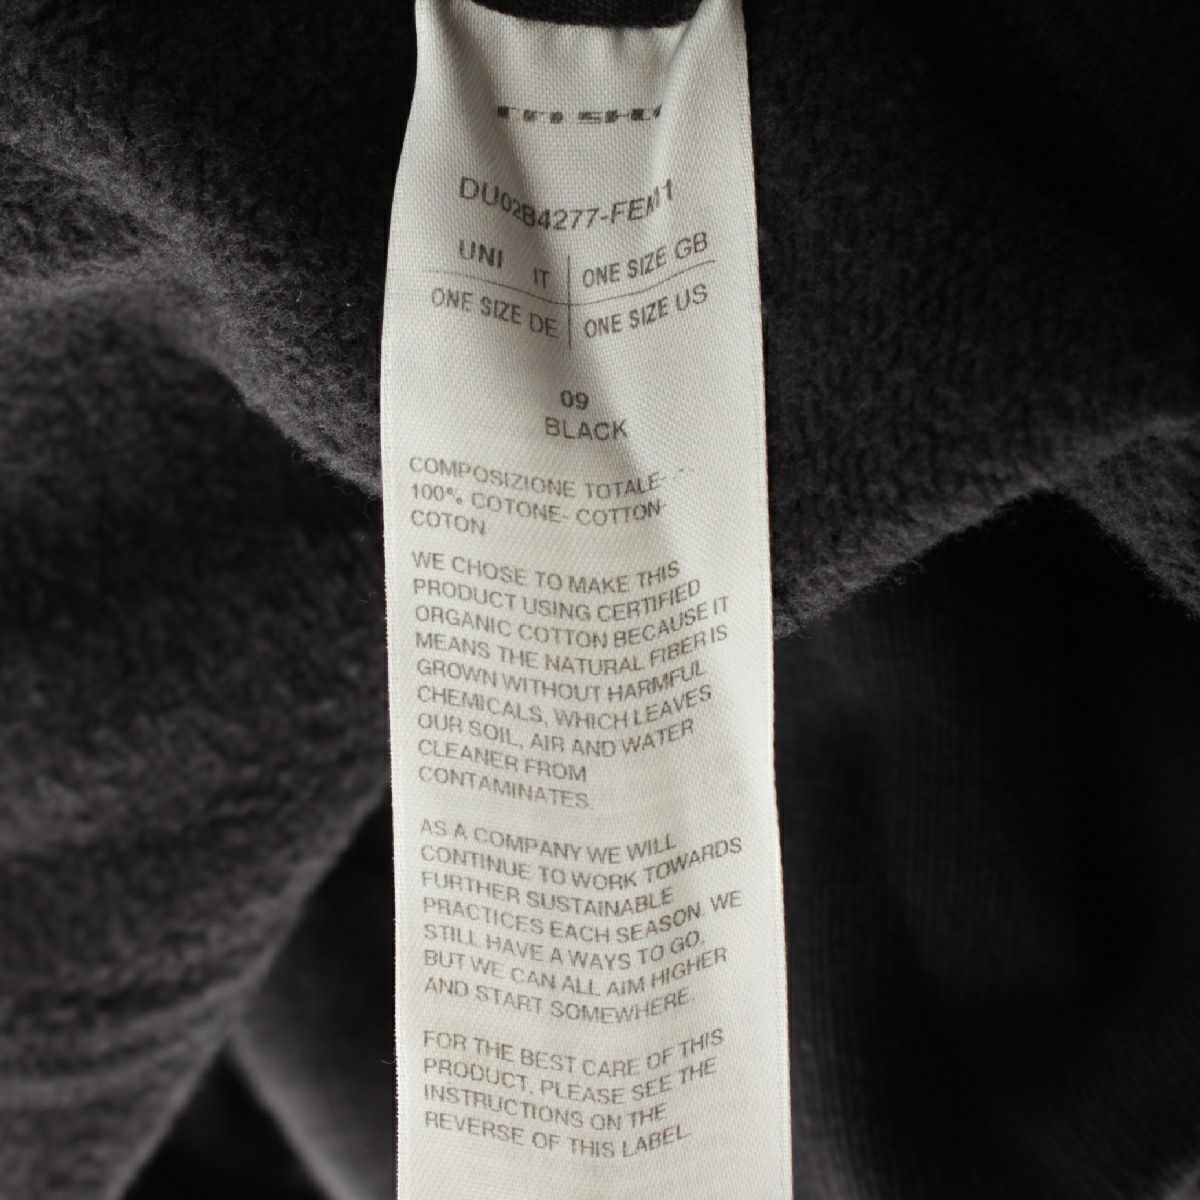 UNI IT ONE SIZE GB
ONE SIZE DE ONE SIZE US
09
BLACK
COMPOSIZIONE TOTALE-
100% COTONE- COTTON-
COTON
WE CHOSE TO MAKE THIS
PRODUCT USING CERTIFIED
ORGANIC COTTON BECAUSE IT
MEANS THE NATURAL FIBER IS
GROWN WITHOUT HARMFUL
CHEMICALS, WHICH LEAVES
OUR SOIL, AIR AND WATER
CLEANER FROM
CONTAMINATES.
AS A COMPANY WE WILL
CONTINUE TO WORK TOWARDS
FURTHER SUSTAINABLE
PRACTICES EACH SEASON. WE
STILL HAVE A WAYS TO GO,
BUT WE CAN ALL AIM HIGHER
AND START SOMEWHERE.
FOR THE BEST CARE OF THIS
PRODUCT, PLEASE SEE THE
INSTRUCTIONS ON THE
REVERSE OF THIS LABEL.